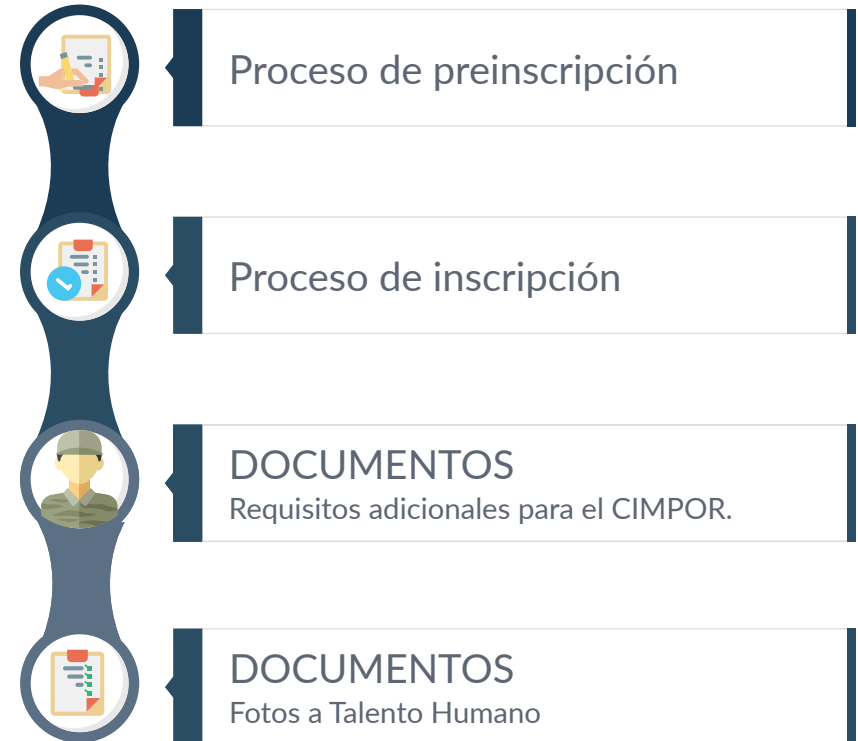 Proceso de preinscripción
Proceso de inscripción
DOCUMENTOS
Requisitos adicionales para el CIMPOR.
DOCUMENTOS
Fotos a Talento Humano